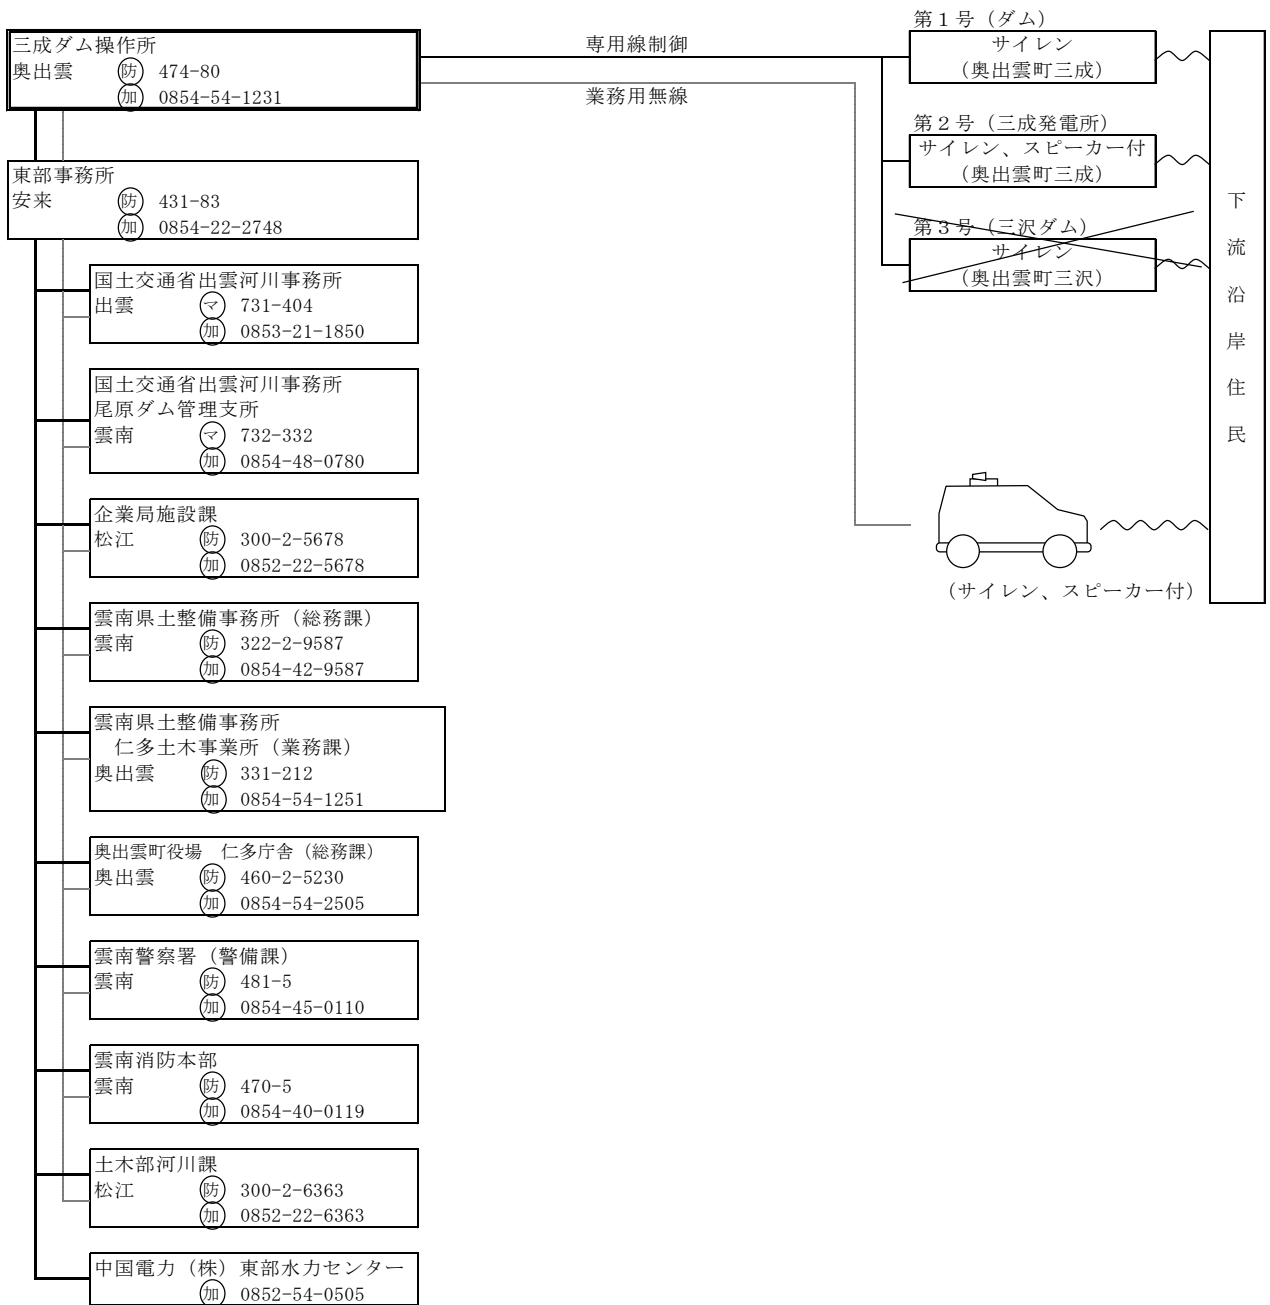 三成ダム操作所
奥出雲 防 474-80
加 0854-54-1231
東部事務所
安来 防 431-83
加 0854-22-2748
国土交通省出雲河川事務所
出雲 マ 731-404
加 0853-21-1850
国土交通省出雲河川事務所
尾原ダム管理支所
雲南 マ 732-332
加 0854-48-0780
企業局施設課
松江 防 300-2-5678
加 0852-22-5678
雲南県土整備事務所（総務課）
雲南 防 322-2-9587
加 0854-42-9587
雲南県土整備事務所
仁多土木事業所（業務課）
奥出雲 防 331-212
加 0854-54-1251
奥出雲町役場　仁多庁舎（総務課）
奥出雲 防 460-2-5230
加 0854-54-2505
雲南警察署（警備課）
雲南 防 481-5
加 0854-45-0110
雲南消防本部
雲南 防 470-5
加 0854-40-0119
土木部河川課
松江 防 300-2-6363
加 0852-22-6363
中国電力（株）東部水力センター
加 0852-54-0505
専用線制御
業務用無線
第１号（ダム）
サイレン
（奥出雲町三成）
第２号（三成発電所）
サイレン、スピーカー付
（奥出雲町三成）
第３号（三沢ダム）
サイレン
（奥出雲町三沢）
（サイレン、スピーカー付）
下流沿岸住民